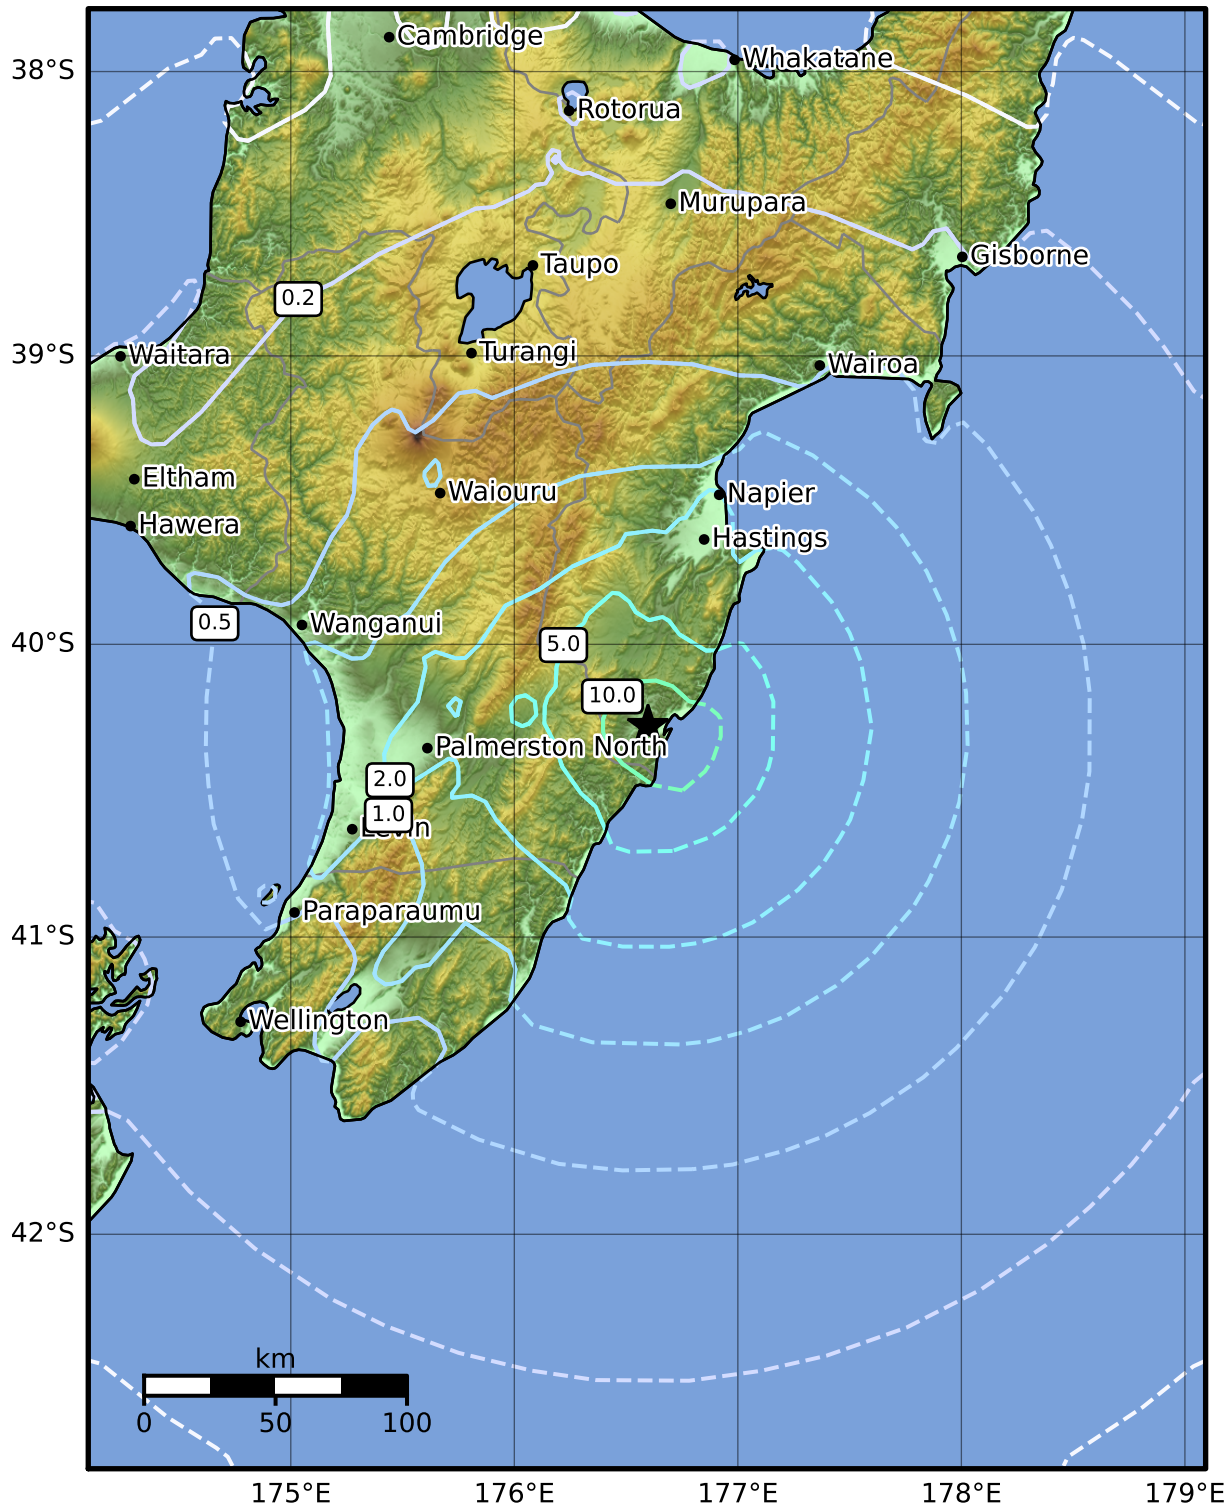 Cambridge
Whakatane
38°S
Rotorua
Murupara
Gisborne
Taupo
0.2
Turangi
39°S
Waitara
Wairoa
Eltham
Waiouru
Napier
Hawera
Hastings
0.5
Wanganui
40°S
5.0
10.0
Palmerston North
2.0
1.0
Levin
Paraparaumu
41°S
Wellington
42°S
km
0 50 100
175°E 176°E 177°E 178°E 179°E